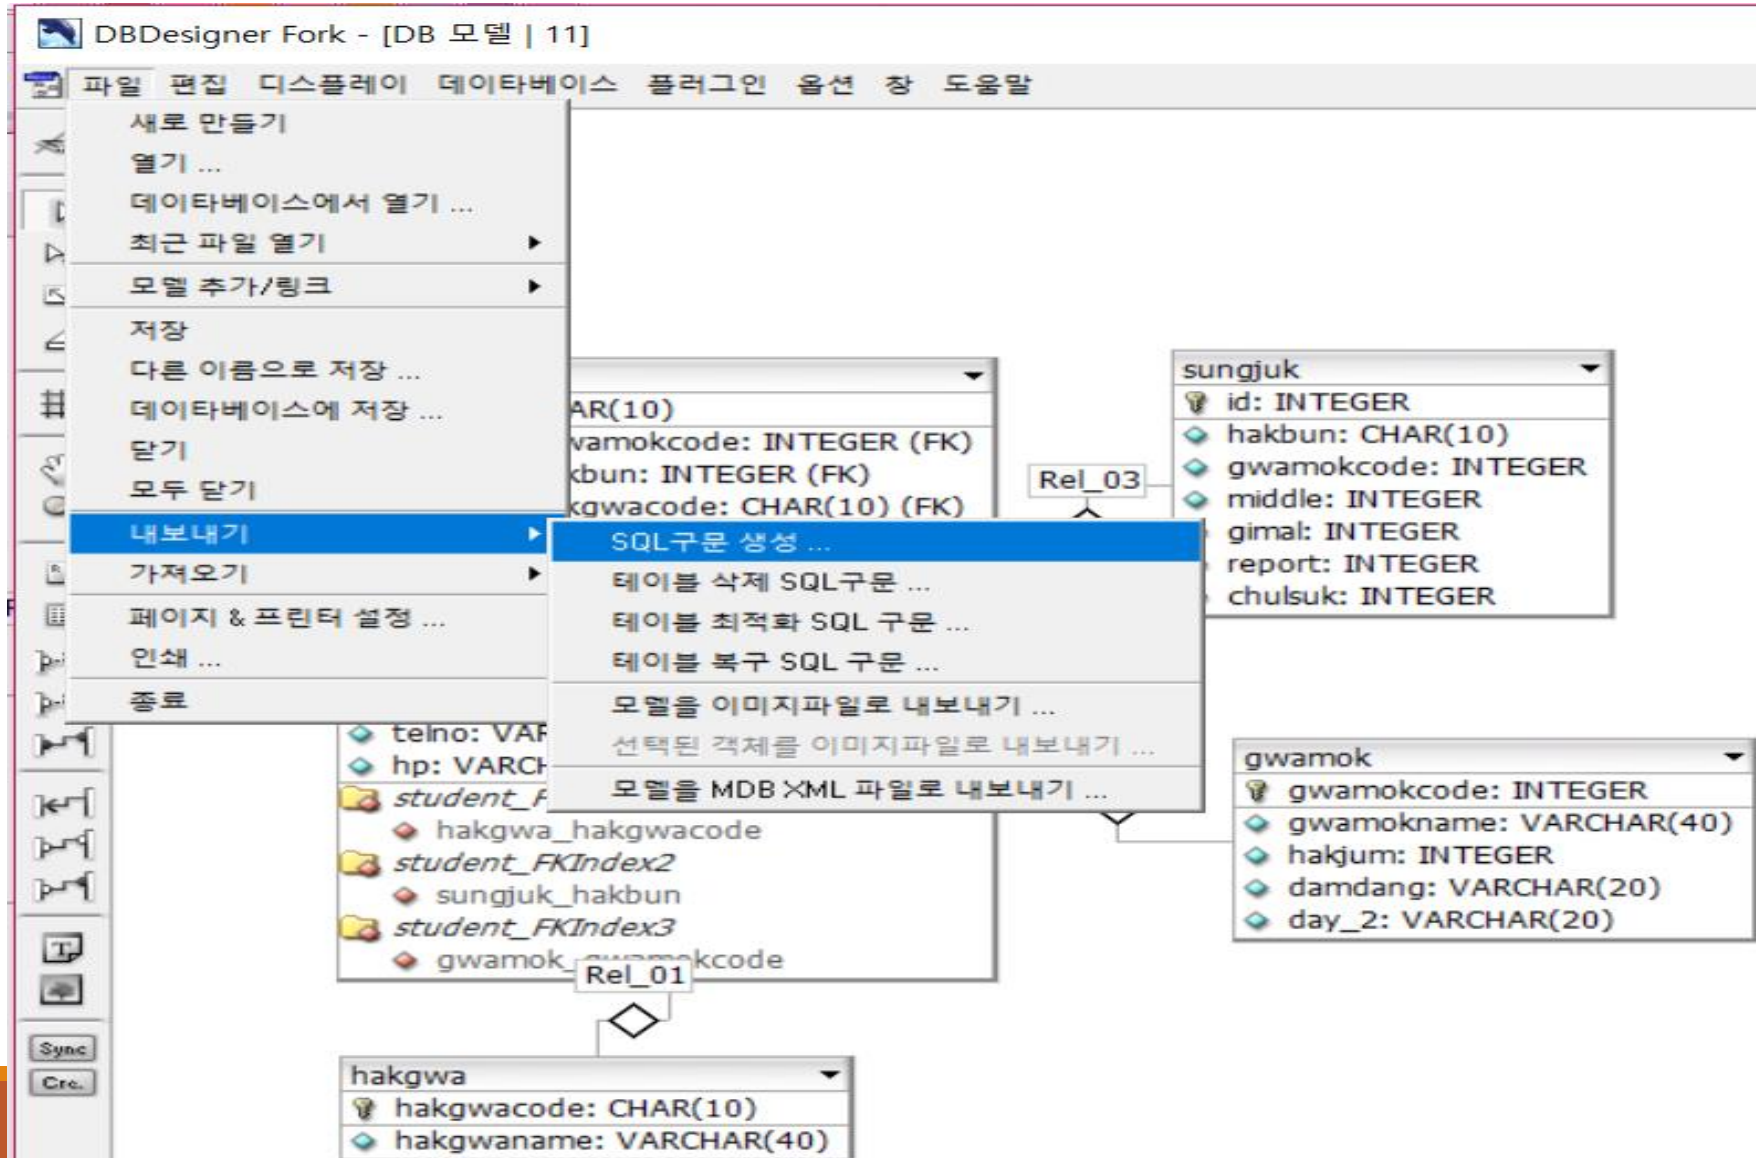 DBDesigner Fork - [DB 모델 | 11]
파일 편집 디스플레이 데이타베이스 플러그인 옵션 창 도움말
새로 만들기
열기 ...
데이타베이스에서 열기 ...
최근 파일 열기
모델 추가/링크
저장
다른 이름으로 저장 ...
데이타베이스에 저장 ...
닫기
모두 닫기
내보내기
가져오기
페이지 & 프린터 설정 ...
인쇄 ...
종료
SQL구문 생성 ...
테이블 삭제 SQL구문 ...
테이블 최적화 SQL 구문 ...
테이블 복구 SQL 구문 ...
모델을 이미지파일로 내보내기 ...
선택된 객체를 이미지파일로 내보내기 ...
모델을 MDB XML 파일로 내보내기 ...
AR(10)
wamokcode: INTEGER (FK)
kbun: INTEGER (FK)
kgwacode: CHAR(10) (FK)
telno: VAR
hp: VARCH
student_F
hakgwa_hakgwacode
student_FKIndex2
sungjuk_hakbun
student_FKIndex3
gwamok_gwamokcode
Rel_01
Rel_03
sungjuk
id: INTEGER
hakbun: CHAR(10)
gwamokcode: INTEGER
middle: INTEGER
gimal: INTEGER
report: INTEGER
chulsuk: INTEGER
gwamok
gwamokcode: INTEGER
gwamokname: VARCHAR(40)
hakjum: INTEGER
damdang: VARCHAR(20)
day_2: VARCHAR(20)
hakgwa
hakgwacode: CHAR(10)
hakgwaname: VARCHAR(40)
Sync
Cre.